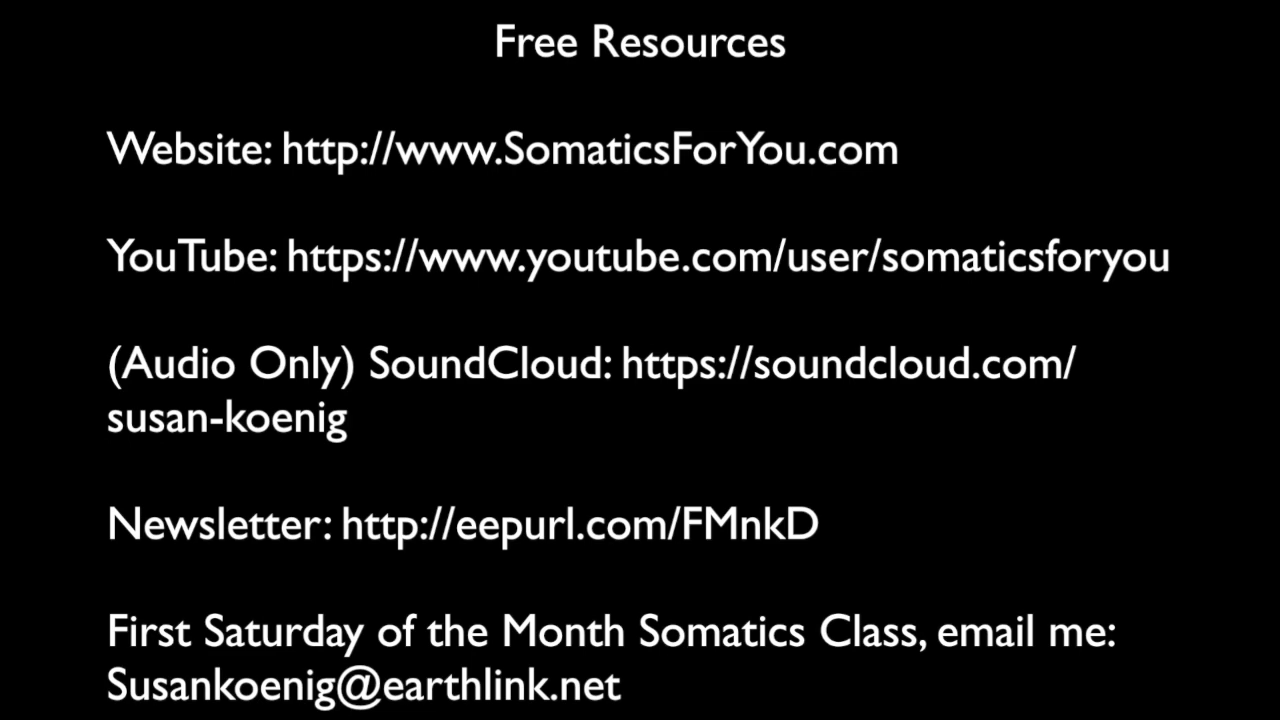 Free Resources
Website: http://www.SomaticsForYou.com
YouTube: https://www.youtube.com/user/somaticsforyou
(Audio Only) SoundCloud: https://soundcloud.com/
susan-koenig
Newsletter: http://eepurl.com/FMnkD
First Saturday of the Month Somatics Class, email me:
Susankoenig@earthlink.net